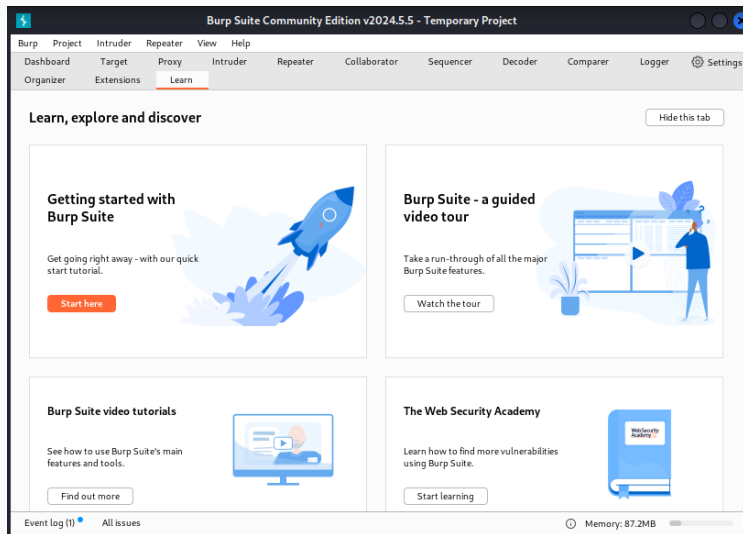 Burp Suite Community Edition v2024.5.5 - Temporary Project
Burp Project Intruder Repeater View Help
Dashboard Target Proxy Intruder Repeater Collaborator Sequencer Decoder Comparer Logger Settings
Organizer Extensions Learn
Learn, explore and discover
Hide this tab
Getting started with
Burp Suite
Get going right away - with our quick
start tutorial.
Start here
Burp Suite - a guided
video tour
Take a run-through of all the major
Burp Suite features.
Watch the tour
Burp Suite video tutorials
See how to use Burp Suite's main
features and tools.
Find out more
The Web Security Academy
Learn how to find more vulnerabilities
using Burp Suite.
Start learning
WebSecurity
Academy
Event log (1) All issues
Memory: 87.2MB